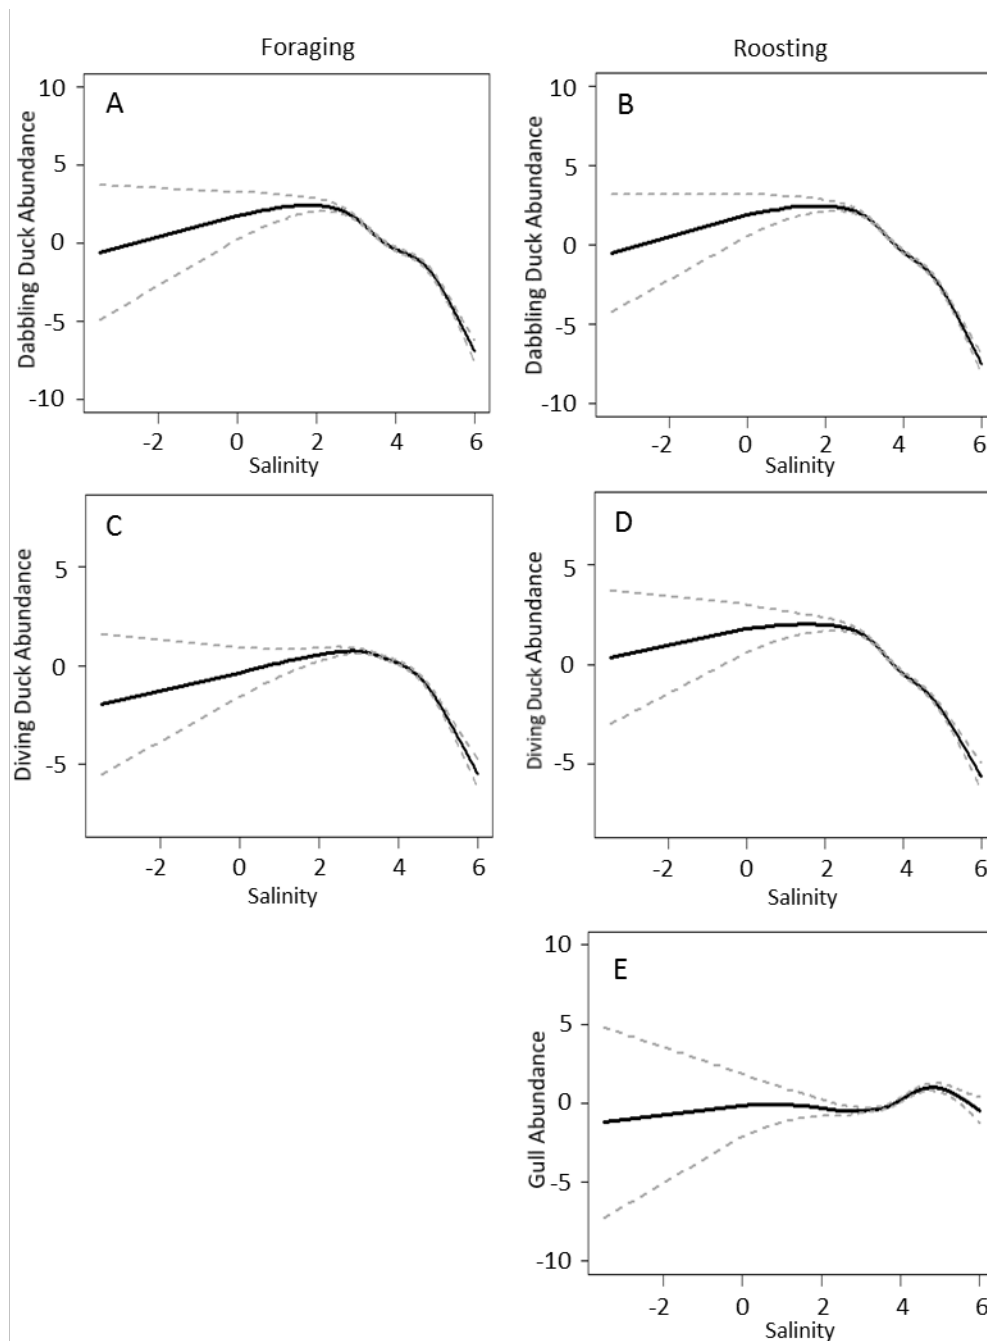 Foraging
Roosting
A
Dabbling Duck Abundance
10
5
0
-5
-10
-2 0 2 4 6
Salinity
B
Dabbling Duck Abundance
10
5
0
-5
-10
-2 0 2 4 6
Salinity
C
Diving Duck Abundance
5
0
-5
-2 0 2 4 6
Salinity
D
Diving Duck Abundance
5
0
-5
-2 0 2 4 6
Salinity
E
Gull Abundance
10
5
0
-5
-10
-2 0 2 4 6
Salinity